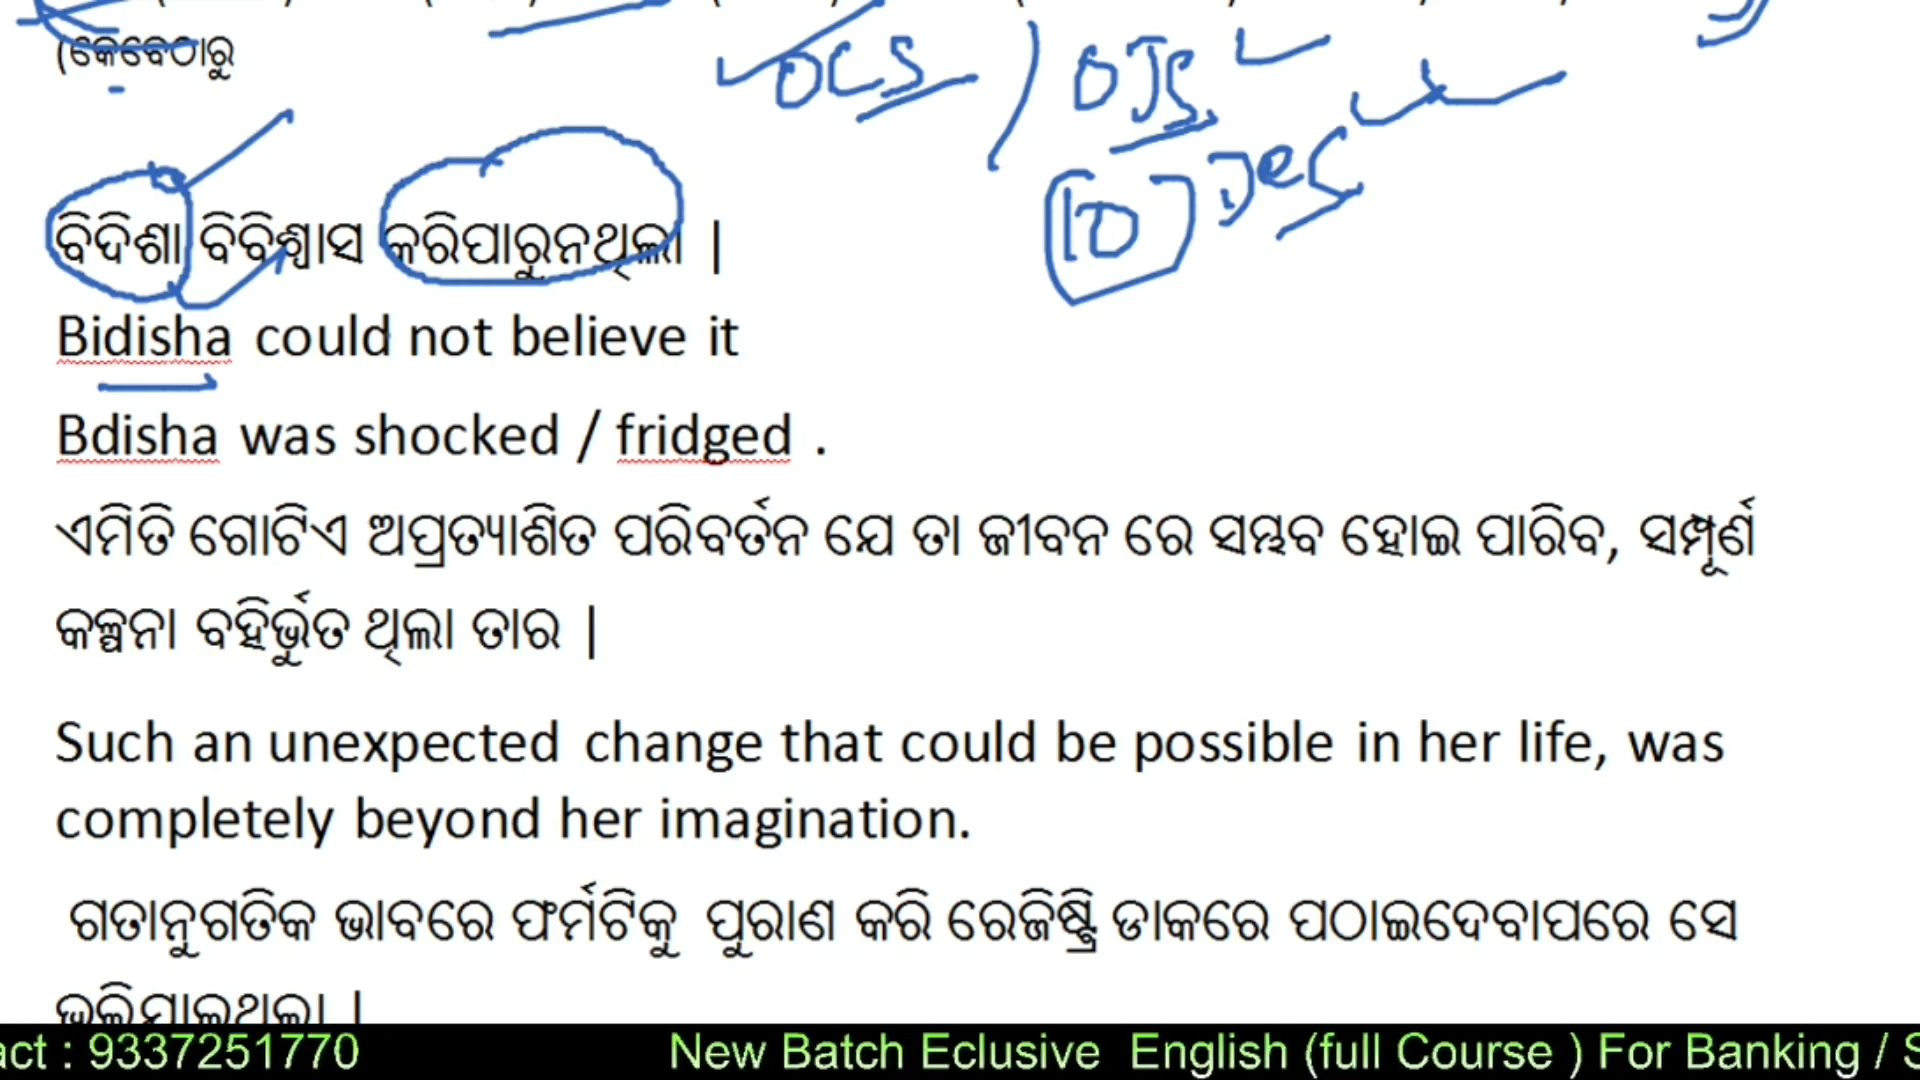 (କେବେଠାରୁ
OCS / OJS
[ID] Des
ବିଦିଶା ବିବିଶ୍ଵାସ କରିପାରୁନଥିଲା |
Bidisha could not believe it
Bdisha was shocked / fridged .
ଏମିତି ଗୋଟିଏ ଅପ୍ରତ୍ୟାଶିତ ପରିବର୍ତନ ଯେ ତା ଜୀବନ ରେ ସମ୍ଭବ ହୋଇ ପାରିବ, ସମ୍ପୂର୍ଣ
କଳ୍ପନା ବହିର୍ଭୁତ ଥିଲା ତାର |
Such an unexpected change that could be possible in her life, was
completely beyond her imagination.
ଗତାନୁଗତିକ ଭାବରେ ଫର୍ମଟିକୁ ପୁରାଣ କରି ରେଜିଷ୍ଟ୍ରି ଡାକରେ ପଠାଇଦେବାପରେ ସେ
ଭୁଲିଯାଇଥିଲା |
act : 9337251770 New Batch Eclusive English (full Course ) For Banking / S